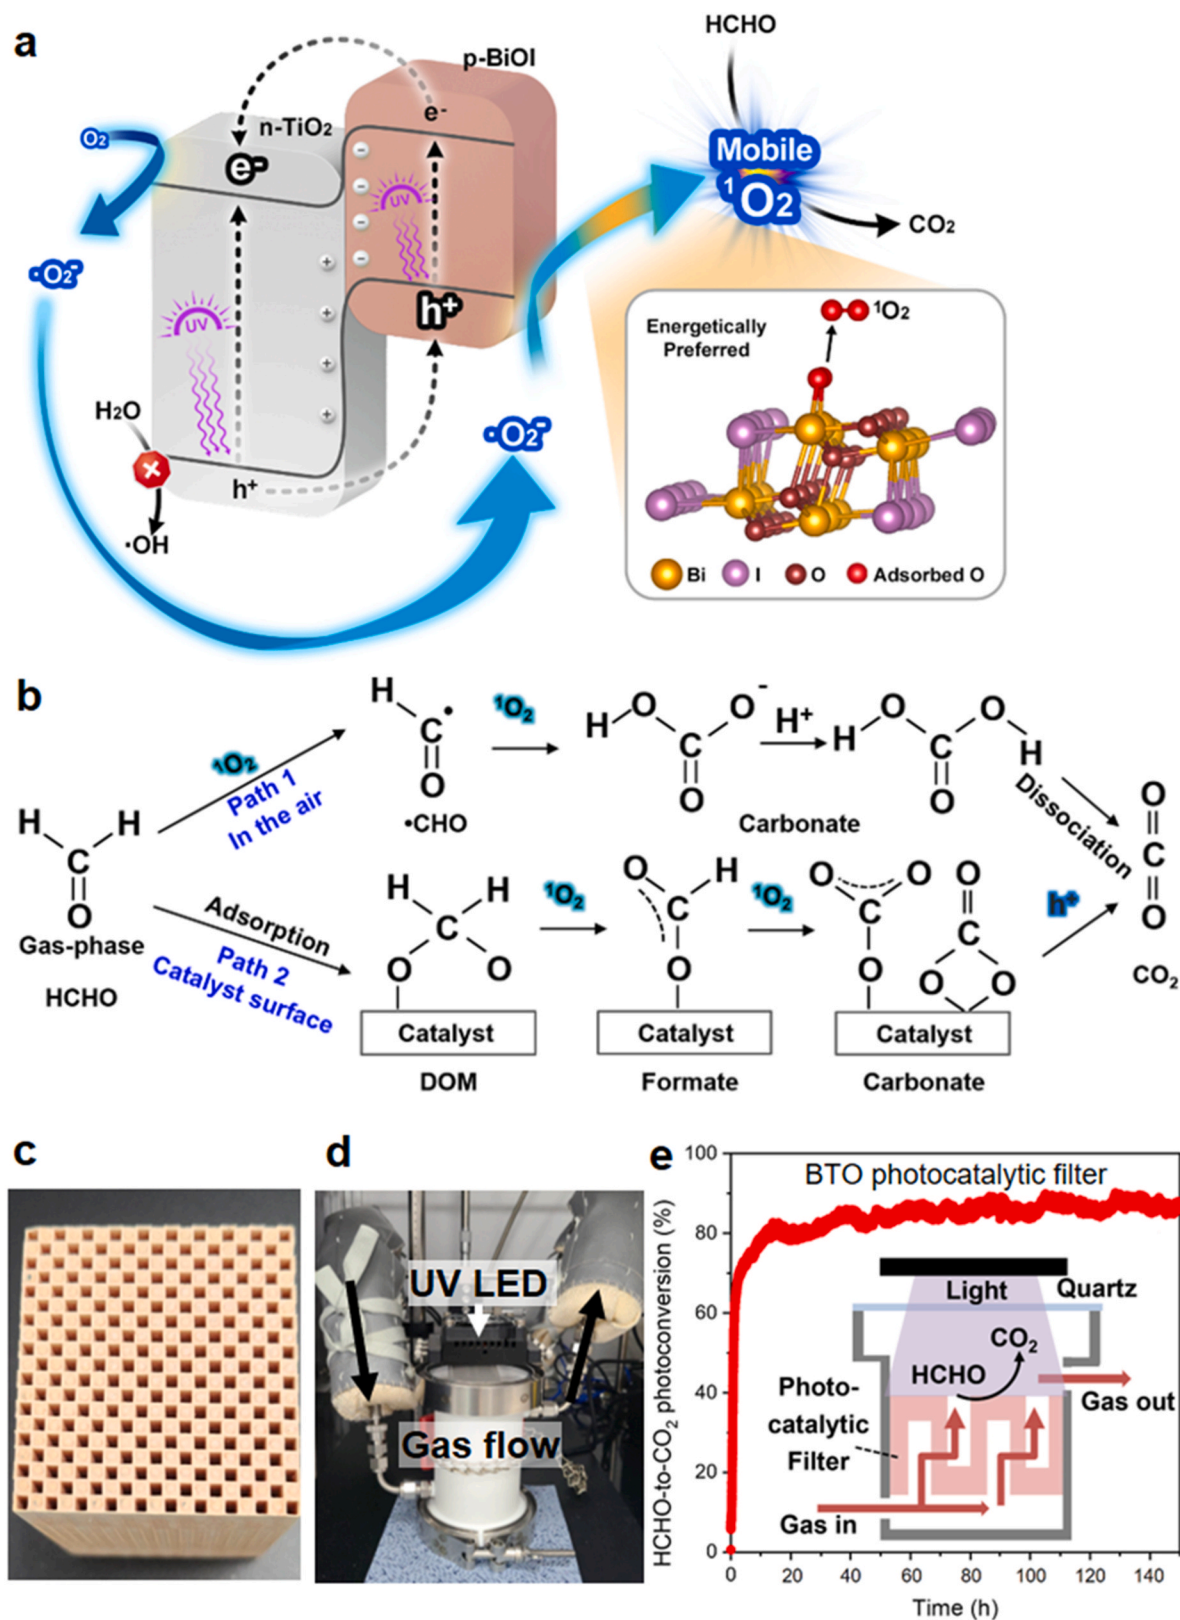 a
HCHO
p-BiOI
e⁻
n-TiO₂
O₂
e⁻
Mobile
¹O₂
UV
CO₂
·O₂⁻
h⁺
UV
¹O₂
Energetically
Preferred
H₂O
·O₂⁻
h⁺
·OH
Bi I O Adsorbed O
b
H C• O
¹O₂
H O C O⁻ O
H⁺
H O C O H O
¹O₂
Path 1
In the air
•CHO
Carbonate
Dissociation
O C O
H H C O
Adsorption
H H C O O
¹O₂
O H C O
¹O₂
O O C O
O C O O
h⁺
Gas-phase
HCHO
Path 2
Catalyst surface
CO₂
Catalyst
Catalyst
Catalyst
DOM
Formate
Carbonate
c
d
UV LED
Gas flow
e
BTO photocatalytic filter
HCHO-to-CO₂ photoconversion (%)
100
80
60
40
20
0
Light
Quartz
CO₂
HCHO
Photo-
catalytic
Filter
Gas out
Gas in
0 20 40 60 80 100 120 140
Time (h)